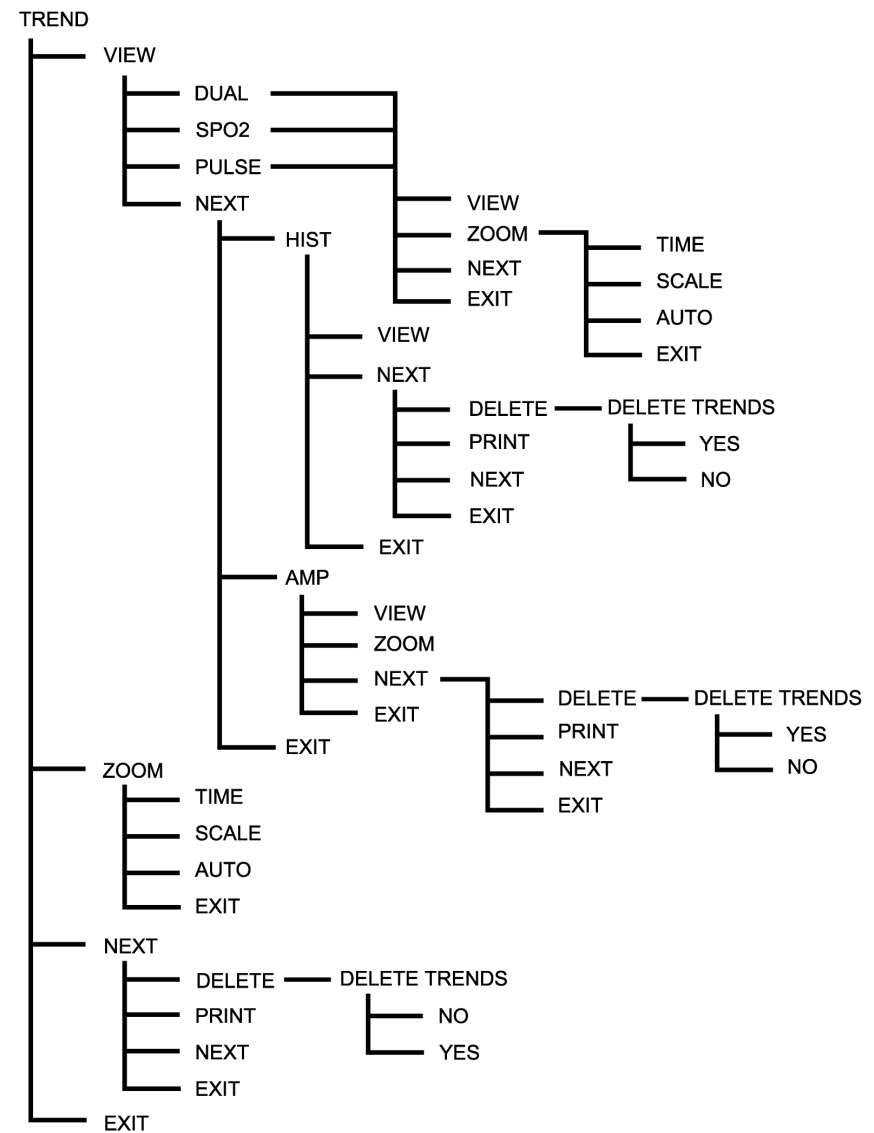 TREND
VIEW
DUAL
SPO2
PULSE
NEXT
VIEW
ZOOM
NEXT
EXIT
TIME
SCALE
AUTO
EXIT
HIST
VIEW
NEXT
DELETE
DELETE TRENDS
YES
NO
PRINT
NEXT
EXIT
EXIT
AMP
VIEW
ZOOM
NEXT
EXIT
DELETE
DELETE TRENDS
YES
NO
PRINT
NEXT
EXIT
EXIT
ZOOM
TIME
SCALE
AUTO
EXIT
NEXT
DELETE
DELETE TRENDS
NO
YES
PRINT
NEXT
EXIT
EXIT